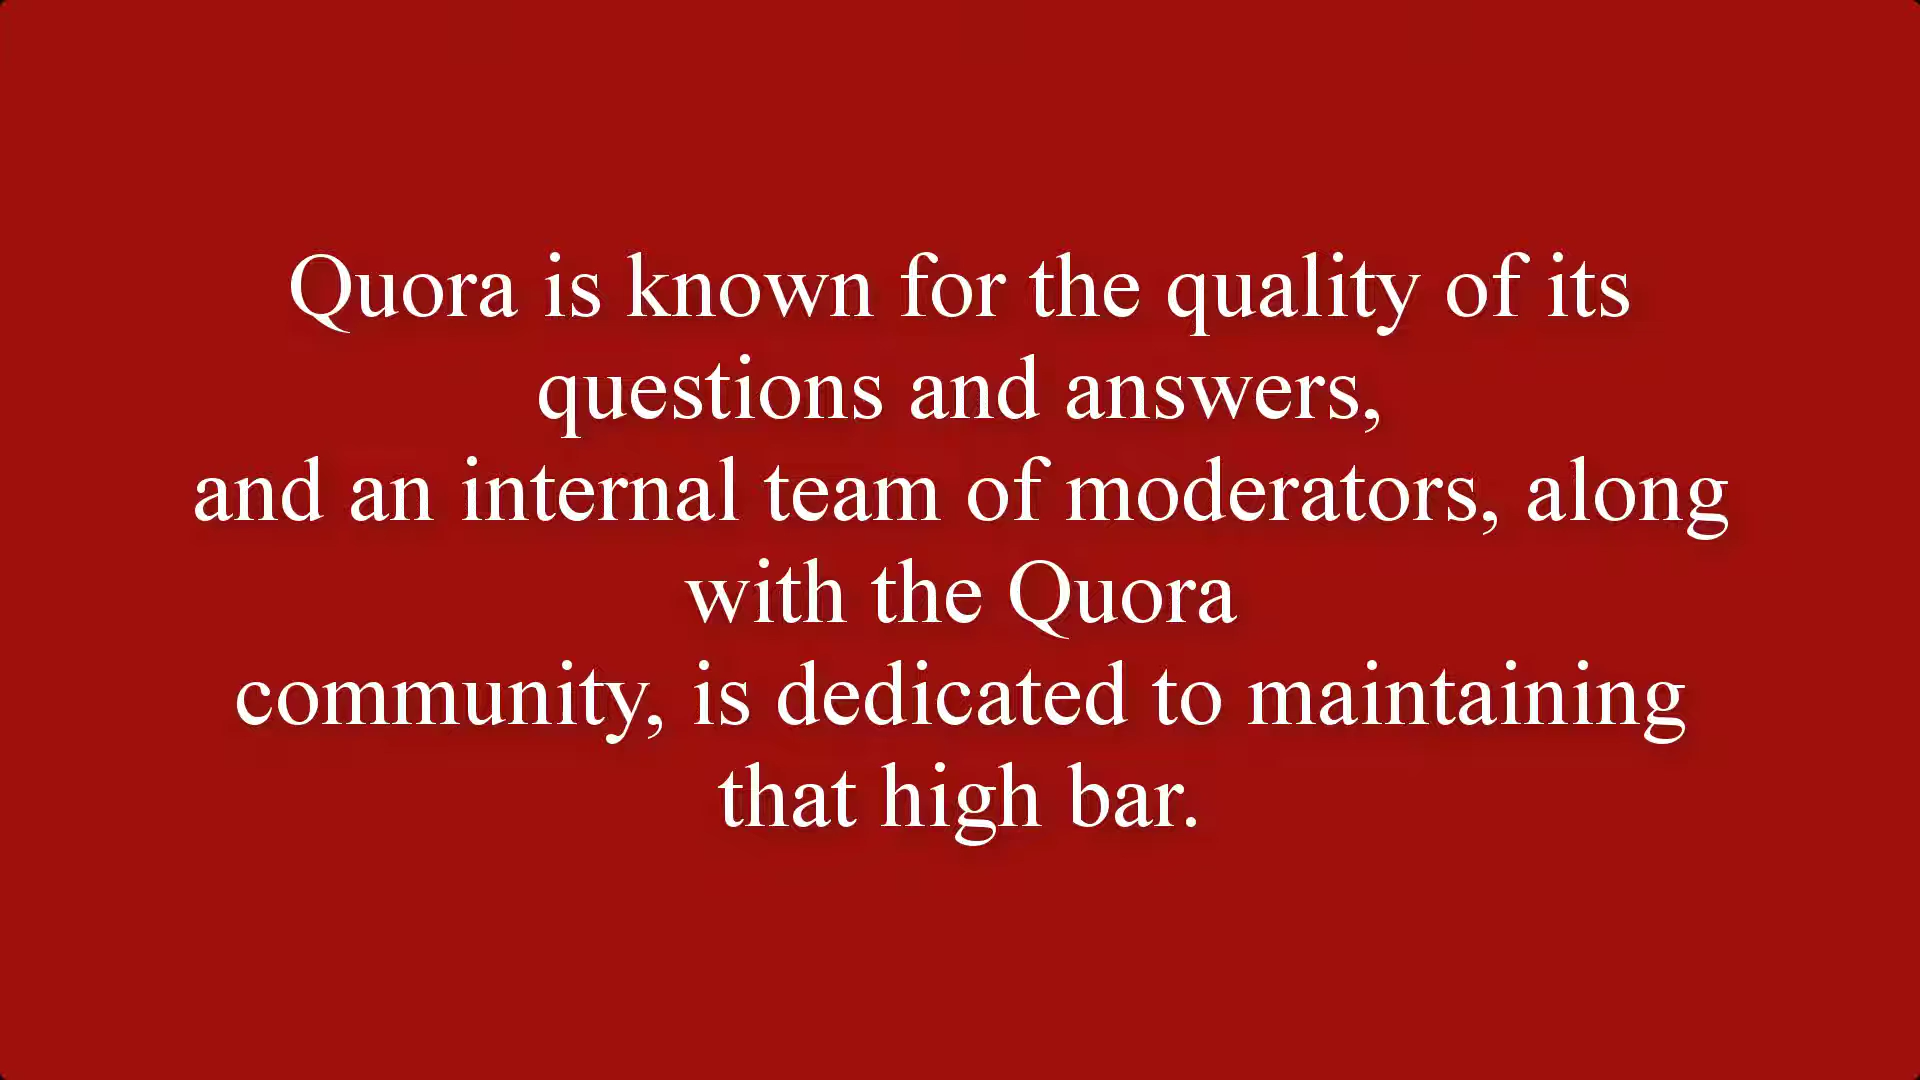 Quora is known for the quality of its
questions and answers,
and an internal team of moderators, along
with the Quora
community, is dedicated to maintaining
that high bar.